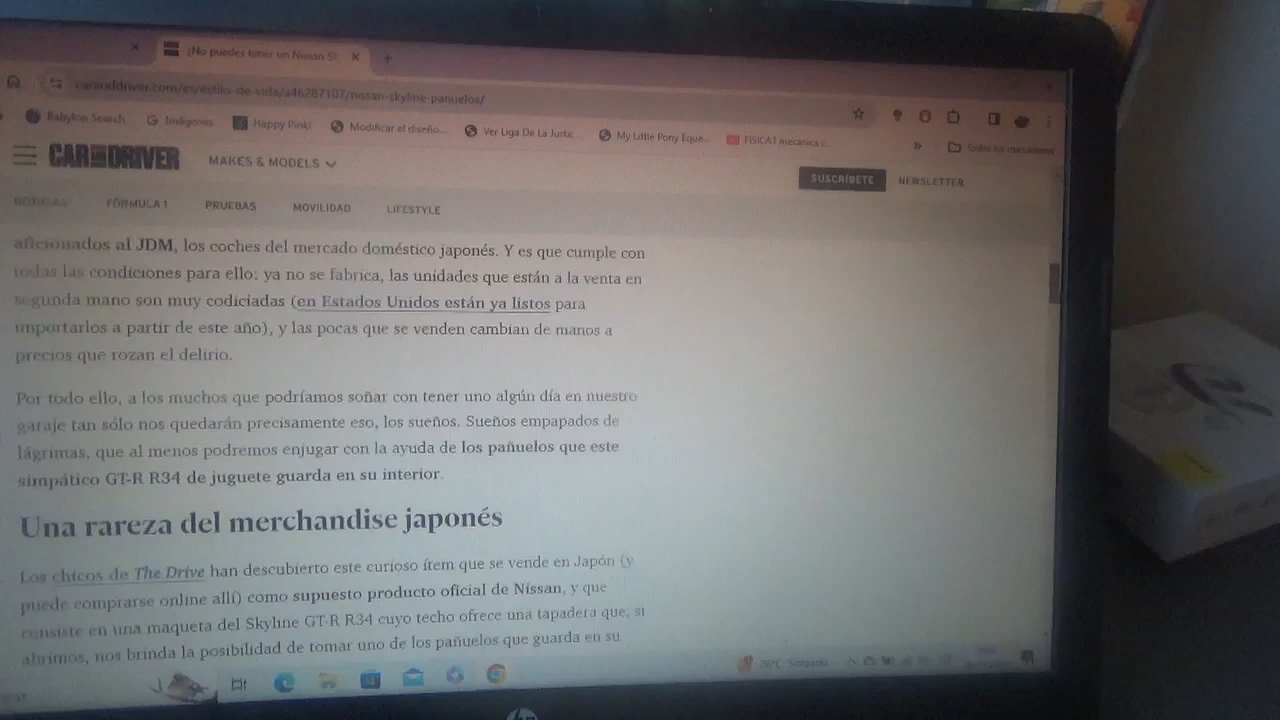 ¿No puedes tener un Nissan Sk
caranddriver.com/es/estilo-de-vida/a46287107/nissan-skyline-panuelos/
Babylon Search
Imágenes
Happy Pink!
Modificar el diseño...
Ver Liga De La Justic...
My Little Pony Eque...
FISICA1 mecánica c...
»
Todos los marcadores
CAR AND DRIVER
MAKES & MODELS
SUSCRÍBETE
NEWSLETTER
NOTICIAS
FÓRMULA 1
PRUEBAS
MOVILIDAD
LIFESTYLE
aficionados al JDM, los coches del mercado doméstico japonés. Y es que cumple con
todas las condiciones para ello: ya no se fabrica, las unidades que están a la venta en
segunda mano son muy codiciadas (en Estados Unidos están ya listos para
importarlos a partir de este año), y las pocas que se venden cambian de manos a
precios que rozan el delirio.
Por todo ello, a los muchos que podríamos soñar con tener uno algún día en nuestro
garaje tan sólo nos quedarán precisamente eso, los sueños. Sueños empapados de
lágrimas, que al menos podremos enjugar con la ayuda de los pañuelos que este
simpático GT-R R34 de juguete guarda en su interior.
Una rareza del merchandise japonés
Los chicos de The Drive han descubierto este curioso ítem que se vende en Japón (y
puede comprarse online allí) como supuesto producto oficial de Nissan, y que
consiste en una maqueta del Skyline GT-R R34 cuyo techo ofrece una tapadera que, si
abrimos, nos brinda la posibilidad de tomar uno de los pañuelos que guarda en su
26°C Soleado
hp